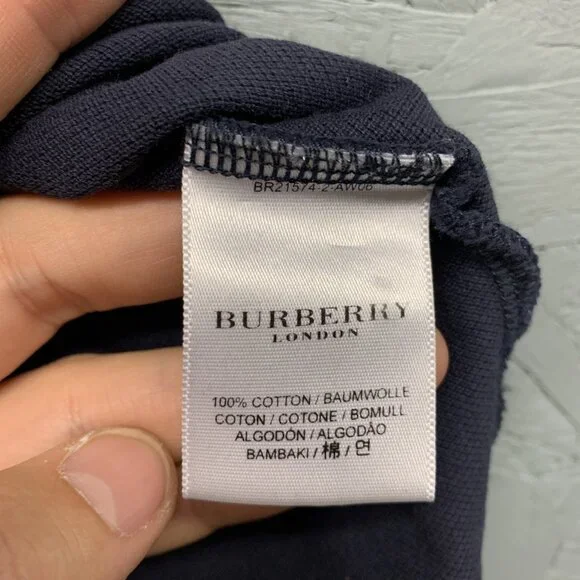 BR21574-2-AW06
BURBERRY
LONDON
100% COTTON / BAUMWOLLE
COTON / COTONE / BOMULL
ALGODÓN / ALGODÃO
BAMBAKI / 棉 / 면